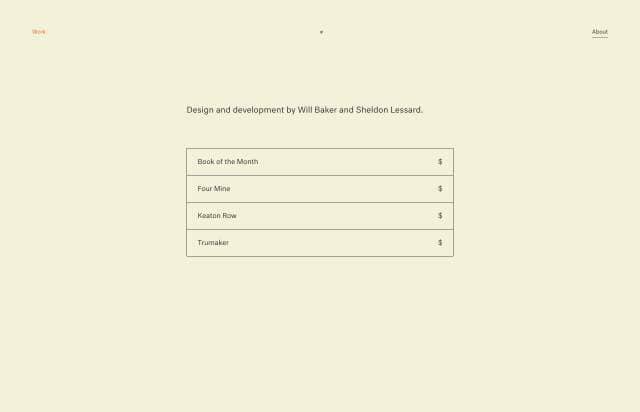 Work
About
Design and development by Will Baker and Sheldon Lessard.
Book of the Month $
Four Mine $
Keaton Row $
Trumaker $